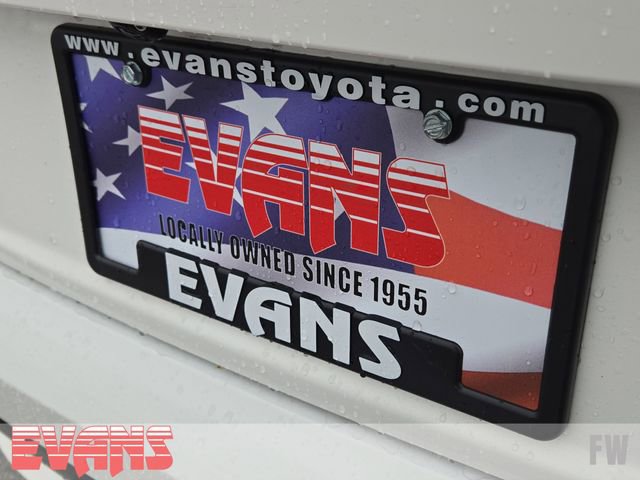 www.evanstoyota.com
EVANS
LOCALLY OWNED SINCE 1955
EVANS
EVANS FW